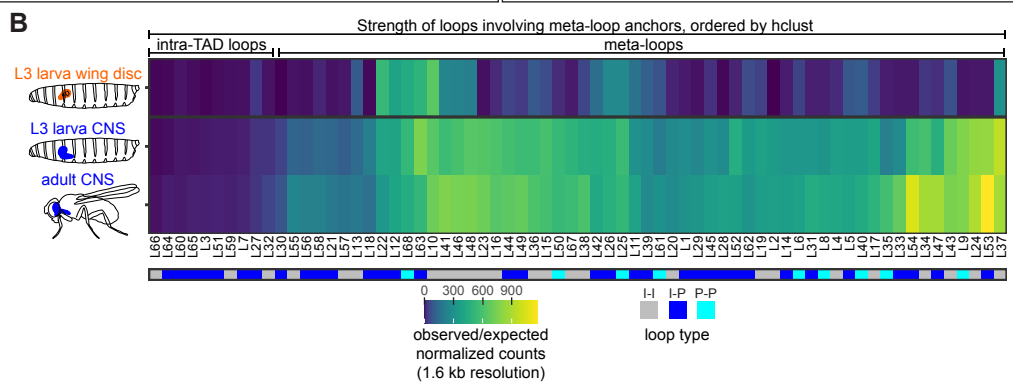 B
Strength of loops involving meta-loop anchors, ordered by hclust
intra-TAD loops
meta-loops
L3 larva wing disc
L3 larva CNS
adult CNS
L66 L64 L60 L65 L3 L51 L59 L7 L27 L32 L30 L55 L56 L58 L21 L57 L13 L18 L22 L12 L68 L63 L10 L41 L46 L48 L23 L16 L44 L49 L36 L15 L50 L67 L38 L42 L26 L25 L11 L39 L61 L20 L1 L29 L45 L28 L52 L62 L19 L2 L14 L6 L31 L8 L4 L5 L40 L17 L35 L33 L54 L34 L47 L43 L9 L24 L53 L37
0 300 600 900
observed/expected
normalized counts
(1.6 kb resolution)
I-I I-P P-P
loop type